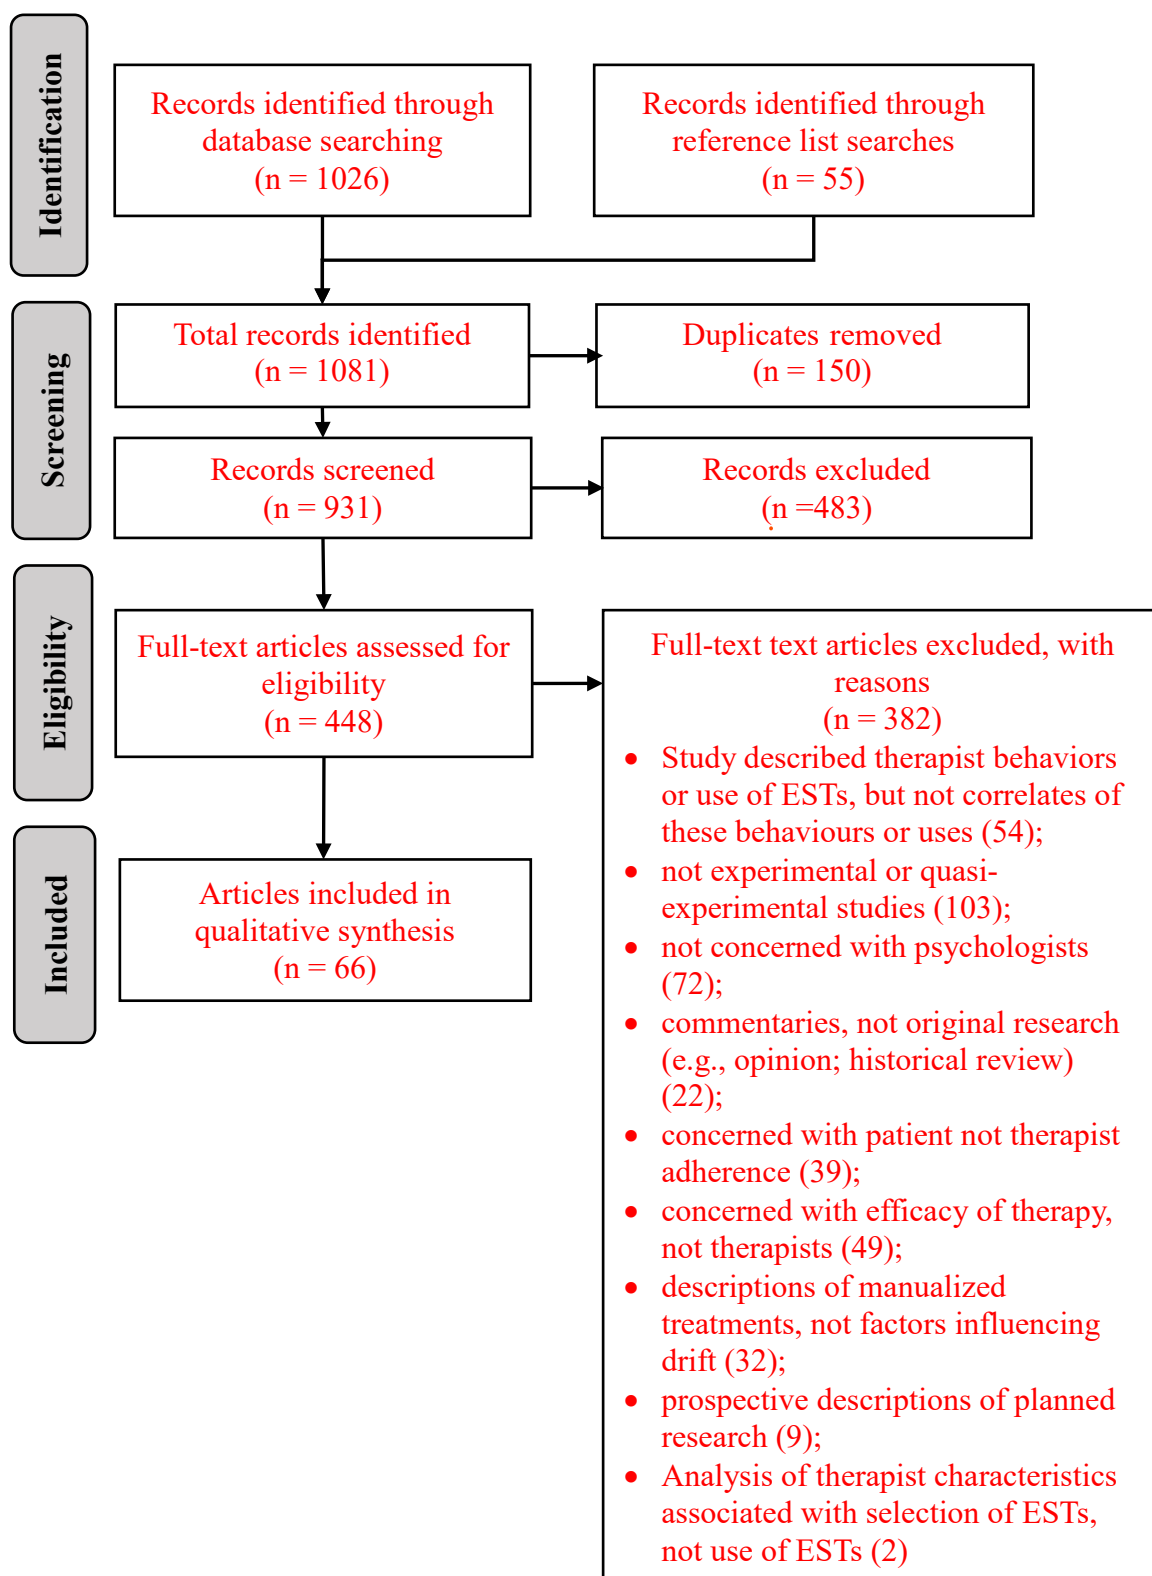 Identification
Records identified through
database searching
(n = 1026)
Records identified through
reference list searches
(n = 55)
Screening
Total records identified
(n = 1081)
Duplicates removed
(n = 150)
Records screened
(n = 931)
Records excluded
(n =483)
Eligibility
Full-text articles assessed for
eligibility
(n = 448)
Full-text text articles excluded, with
reasons
(n = 382)
• Study described therapist behaviors
or use of ESTs, but not correlates of
these behaviours or uses (54);
• not experimental or quasi-
experimental studies (103);
• not concerned with psychologists
(72);
• commentaries, not original research
(e.g., opinion; historical review)
(22);
• concerned with patient not therapist
adherence (39);
• concerned with efficacy of therapy,
not therapists (49);
• descriptions of manualized
treatments, not factors influencing
drift (32);
• prospective descriptions of planned
research (9);
• Analysis of therapist characteristics
associated with selection of ESTs,
not use of ESTs (2)
Included
Articles included in
qualitative synthesis
(n = 66)